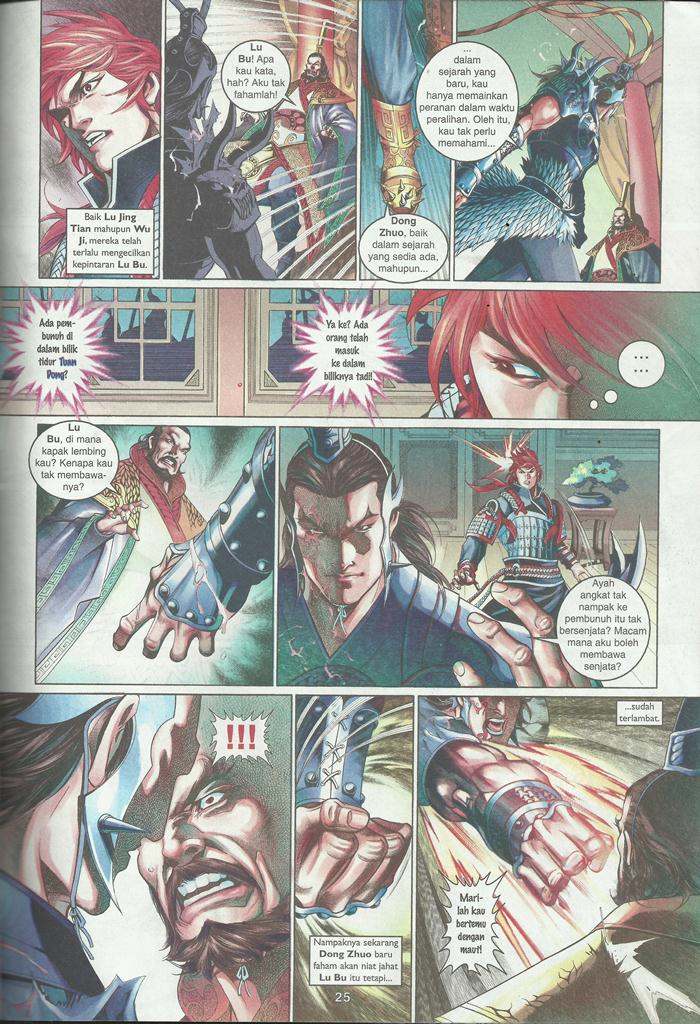 Baik Lu Jing
Tian mahupun Wu
Ji, mereka telah
terlalu mengecilkan
kepintaran Lu Bu.
Lu
Bu! Apa
kau kata,
hah? Aku tak
fahamlah!
Dong
Zhuo, baik
dalam sejarah
yang sedia ada,
mahupun...
... dalam
sejarah yang
baru, kau
hanya memainkan
peranan dalam waktu
peralihan. Oleh itu,
kau tak perlu
memahami...
Ada pem-
bunuh di
dalam bilik
tidur Tuan
Dong?
Ya ke? Ada
orang telah
masuk
ke dalam
biliknya tadi!
...
...
Lu
Bu, di mana
kapak lembing
kau? Kenapa kau
tak membawa-
nya?
Ayah
angkat tak
nampak ke
pembunuh itu tak
bersenjata? Macam
mana aku boleh
membawa
senjata?
!!!
Nampaknya sekarang
Dong Zhuo baru
faham akan niat jahat
Lu Bu itu tetapi...
...sudah
terlambat.
Mari-
lah kau
bertemu
dengan
maut!
25